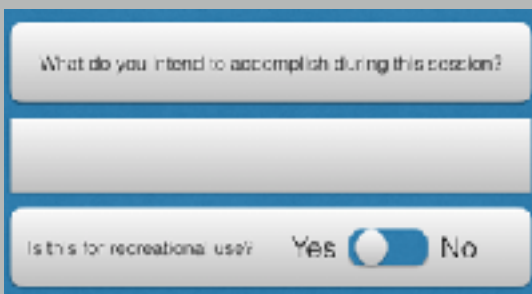 What do you intend to accomplish during this session?
Is this for recreational use? Yes No